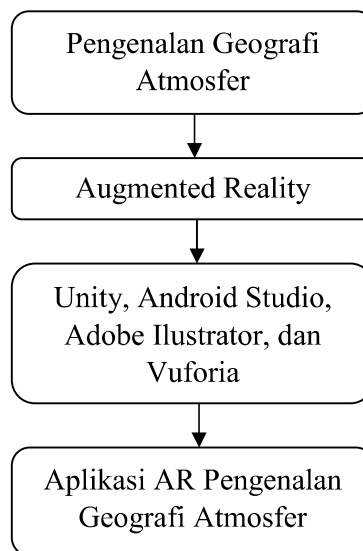 Pengenalan Geografi
Atmosfer
Augmented Reality
Unity, Android Studio,
Adobe Ilustrator, dan
Vuforia
Aplikasi AR Pengenalan
Geografi Atmosfer